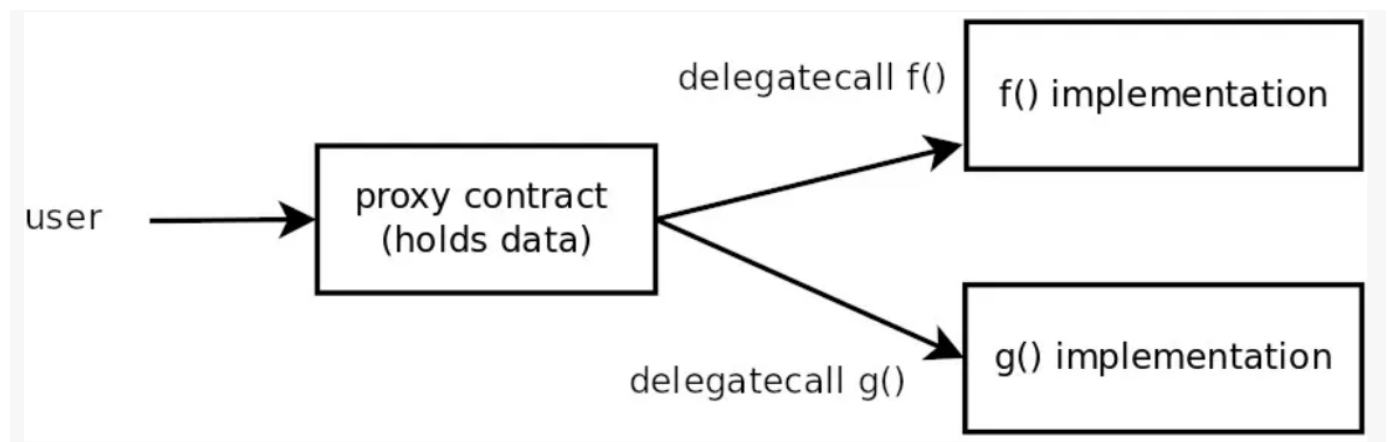 delegatecall f()
f() implementation
user
proxy contract
(holds data)
g() implementation
delegatecall g()